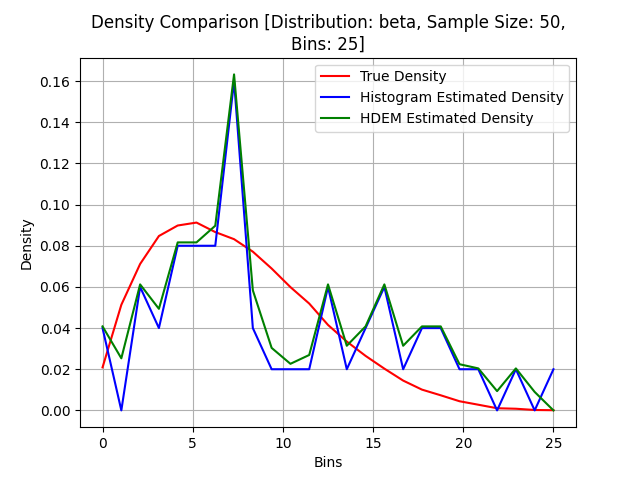 Density Comparison [Distribution: beta, Sample Size: 50,
Bins: 25]
True Density
Histogram Estimated Density
HDEM Estimated Density
Density
0.16
0.14
0.12
0.10
0.08
0.06
0.04
0.02
0.00
0 5 10 15 20 25
Bins